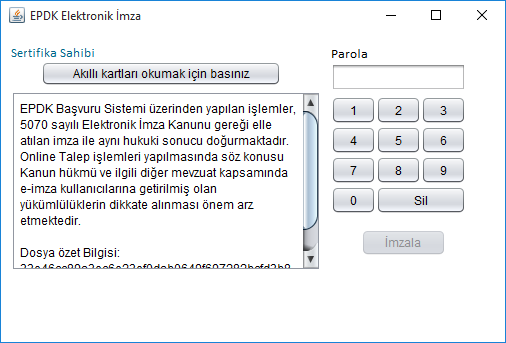 EPDK Elektronik İmza
Sertifika Sahibi
Akıllı kartları okumak için basınız
EPDK Başvuru Sistemi üzerinden yapılan işlemler,
5070 sayılı Elektronik İmza Kanunu gereği elle
atılan imza ile aynı hukuki sonucu doğurmaktadır.
Online Talep işlemleri yapılmasında söz konusu
Kanun hükmü ve ilgili diğer mevzuat kapsamında
e-imza kullanıcılarına getirilmiş olan
yükümlülüklerin dikkate alınması önem arz
etmektedir.
Dosya özet Bilgisi:
Parola
1 2 3
4 5 6
7 8 9
0 Sil
İmzala